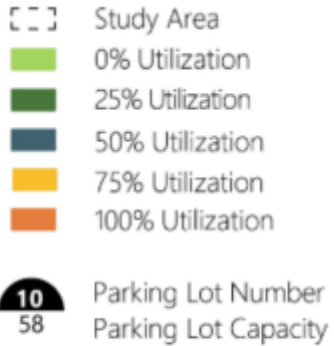 Study Area
0% Utilization
25% Utilization
50% Utilization
75% Utilization
100% Utilization
10 Parking Lot Number
58 Parking Lot Capacity